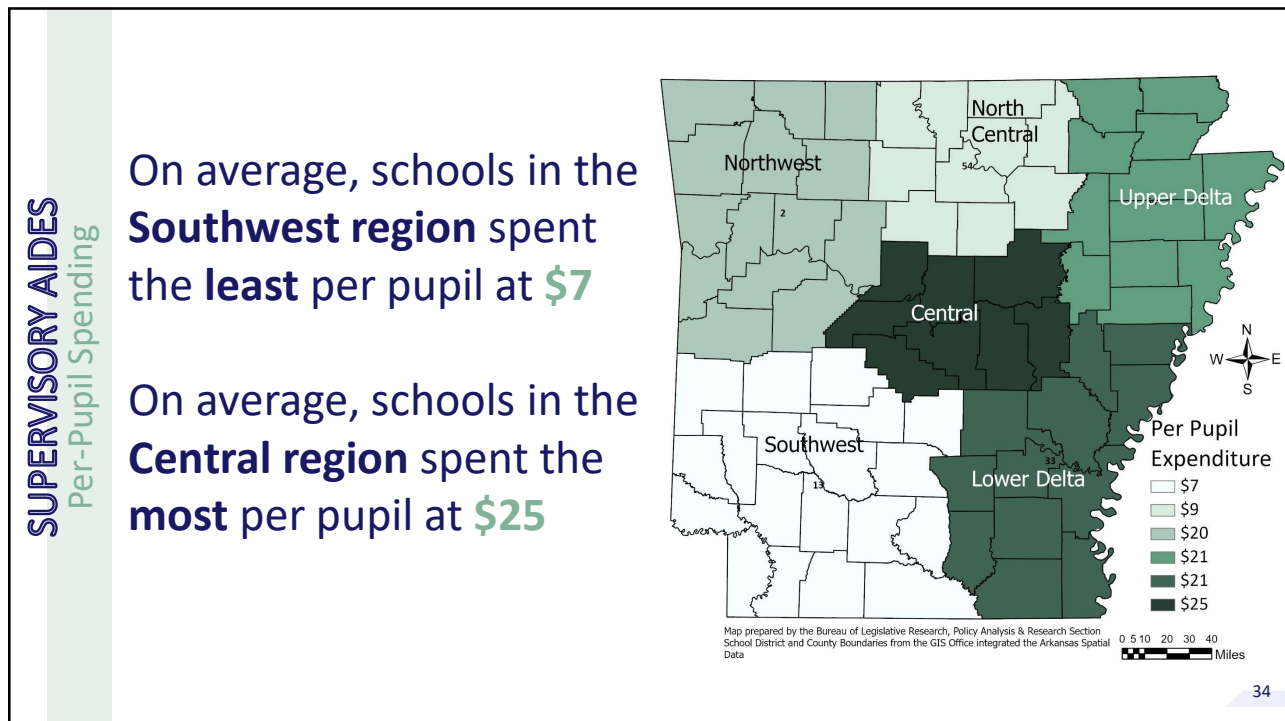 SUPERVISORY AIDES
Per-Pupil Spending
On average, schools in the
Southwest region spent
the least per pupil at $7
On average, schools in the
Central region spent the
most per pupil at $25
North
Central
54
Northwest
Upper Delta
2
Central
N
W E
S
Southwest
33
Lower Delta
13
Per Pupil
Expenditure
$7
$9
$20
$21
$21
$25
Map prepared by the Bureau of Legislative Research, Policy Analysis & Research Section
School District and County Boundaries from the GIS Office integrated the Arkansas Spatial
Data
0 5 10 20 30 40
Miles
34